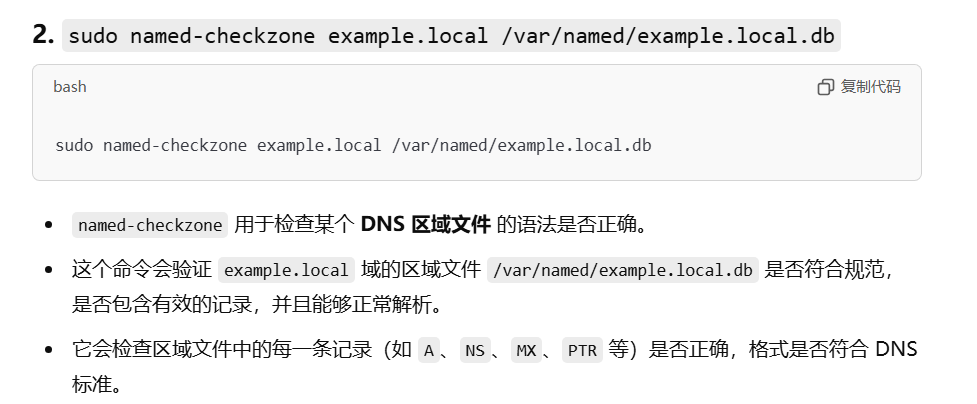 2. sudo named-checkzone example.local /var/named/example.local.db
bash
复制代码
sudo named-checkzone example.local /var/named/example.local.db
• named-checkzone 用于检查某个 DNS 区域文件 的语法是否正确。
• 这个命令会验证 example.local 域的区域文件 /var/named/example.local.db 是否符合规范，
是否包含有效的记录，并且能够正常解析。
• 它会检查区域文件中的每一条记录（如 A、NS、MX、PTR 等）是否正确，格式是否符合 DNS
标准。